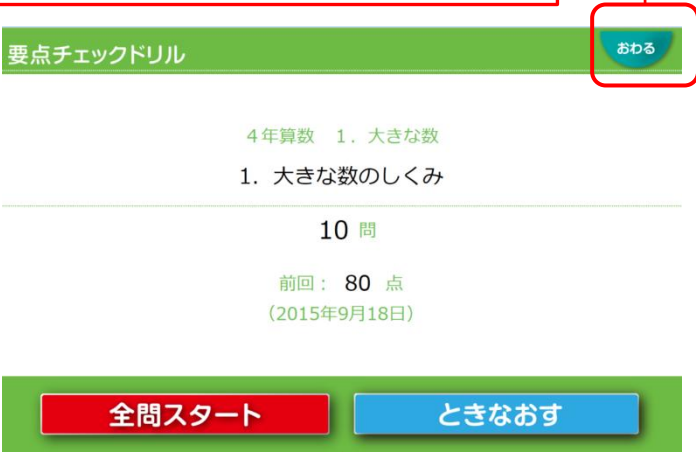 要点チェックドリル
おわる
4年算数 1.大きな数
1.大きな数のしくみ
10 問
前回: 80 点
(2015年9月18日)
全問スタート
ときなおす